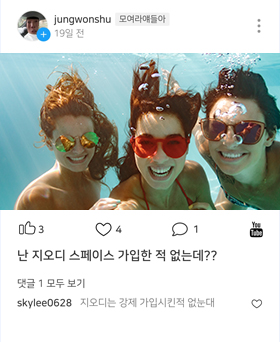 jungwonshu 모여라얘들아
19일 전
3 4 1 You Tube
난 지오디 스페이스 가입한 적 없는데??
댓글 1 모두 보기
skylee0628 지오디는 강제 가입시킨적 없눈대